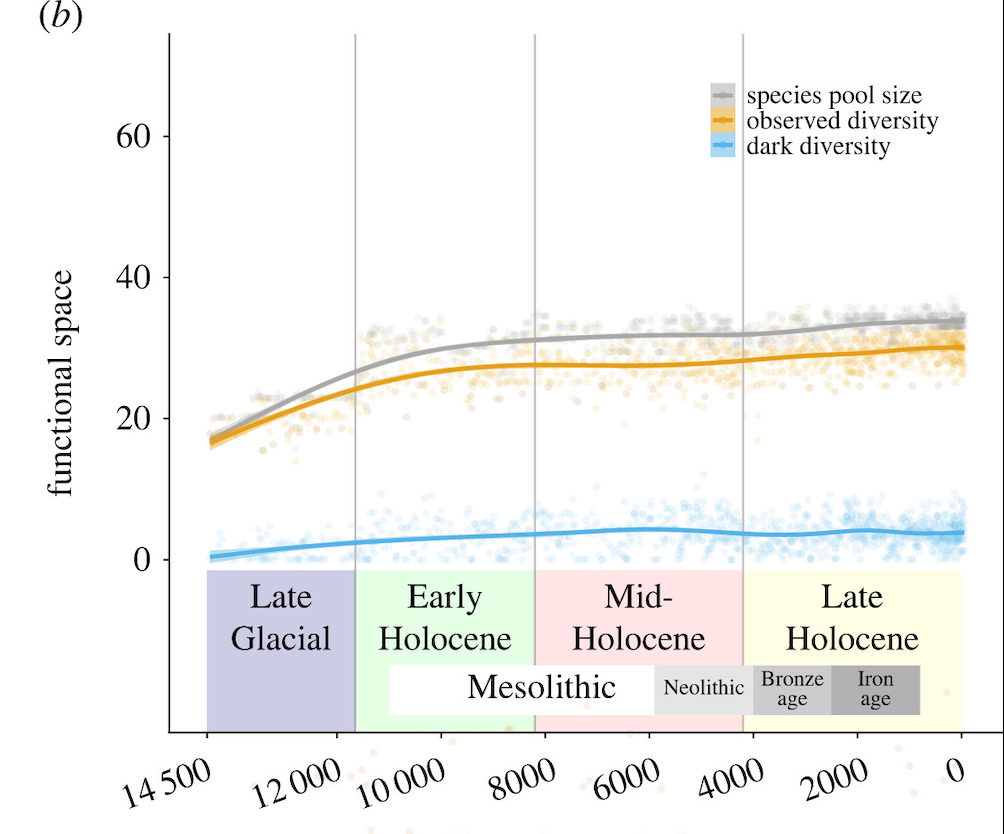 (b)
species pool size
observed diversity
dark diversity
60
40
20
0
functional space
Late
Glacial
Early
Holocene
Mid-
Holocene
Late
Holocene
Mesolithic
Neolithic
Bronze
age
Iron
age
14 500
12 000
10 000
8000
6000
4000
2000
0